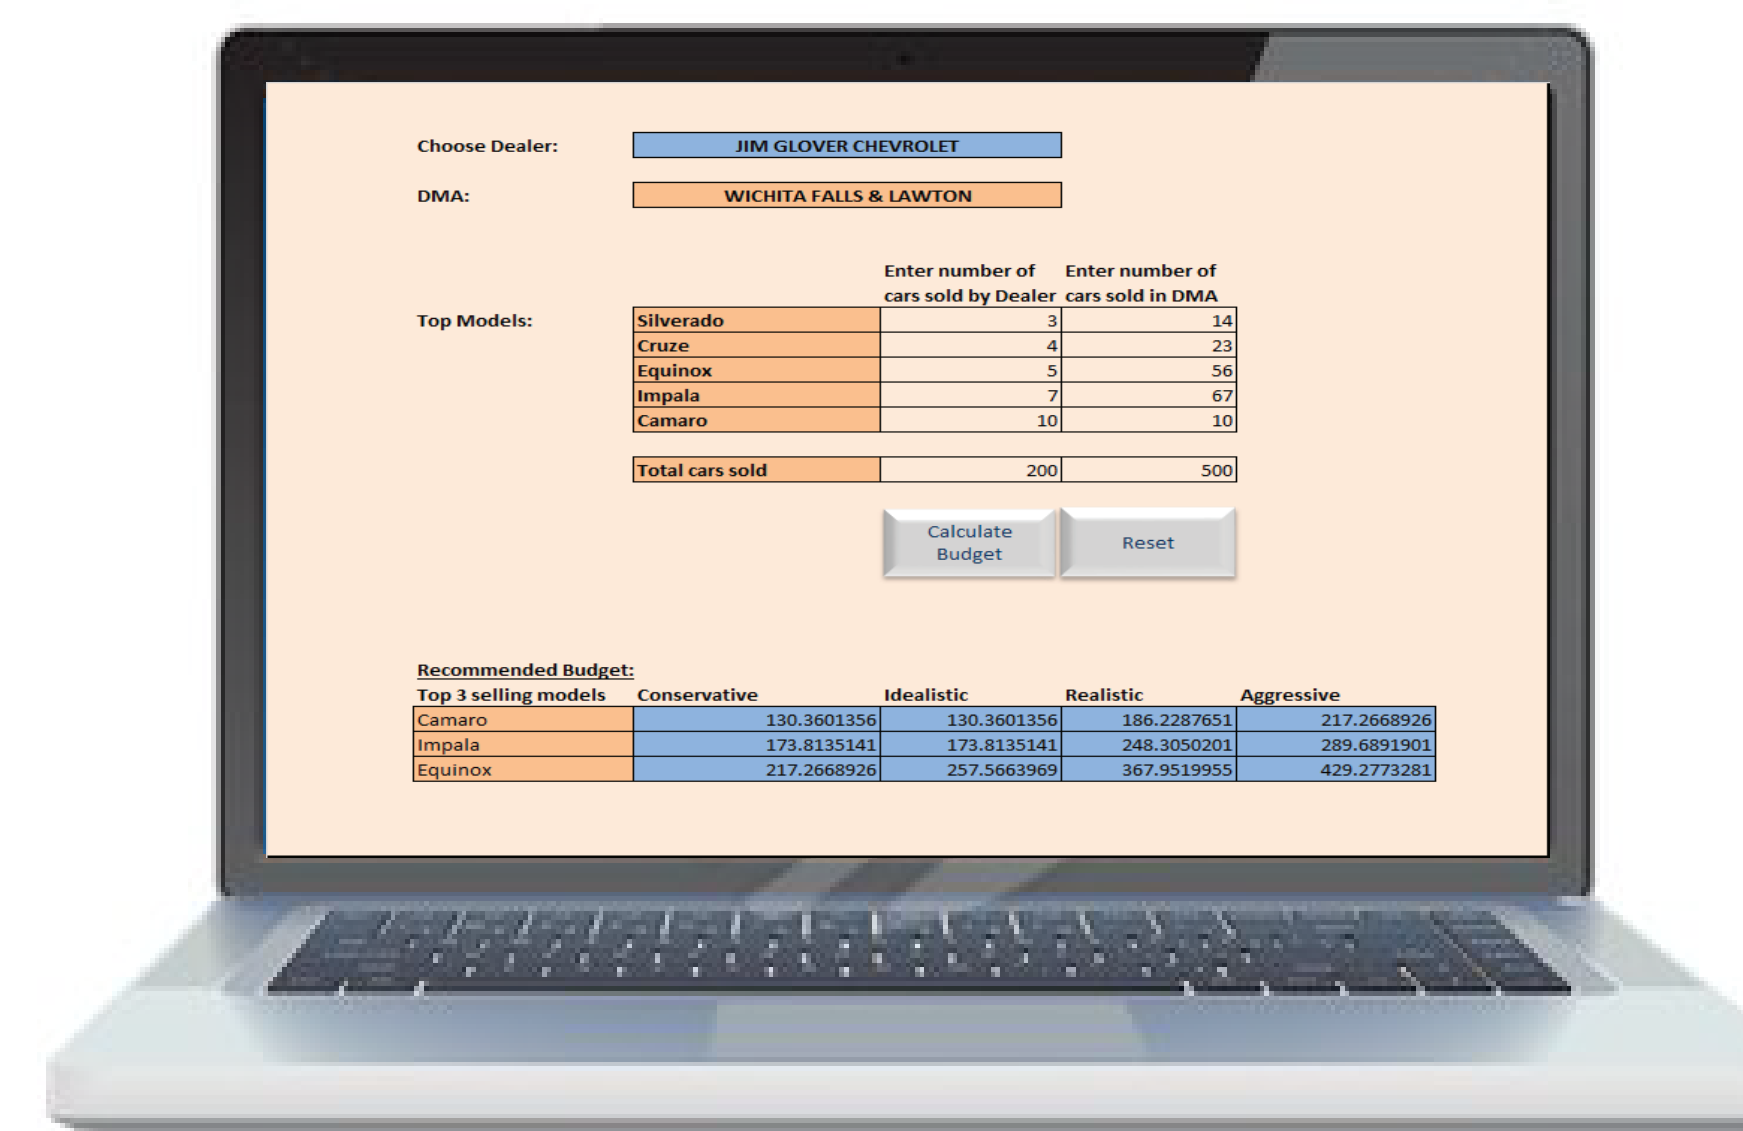 Choose Dealer: JIM GLOVER CHEVROLET
DMA: WICHITA FALLS & LAWTON
Enter number of Enter number of
cars sold by Dealer cars sold in DMA
Top Models: Silverado 3 14
Cruze 4 23
Equinox 5 56
Impala 7 67
Camaro 10 10
Total cars sold 200 500
Calculate
Budget
Reset
Recommended Budget:
Top 3 selling models Conservative Idealistic Realistic Aggressive
Camaro 130.3601356 130.3601356 186.2287651 217.2668926
Impala 173.8135141 173.8135141 248.3050201 289.6891901
Equinox 217.2668926 257.5663969 367.9519955 429.2773281